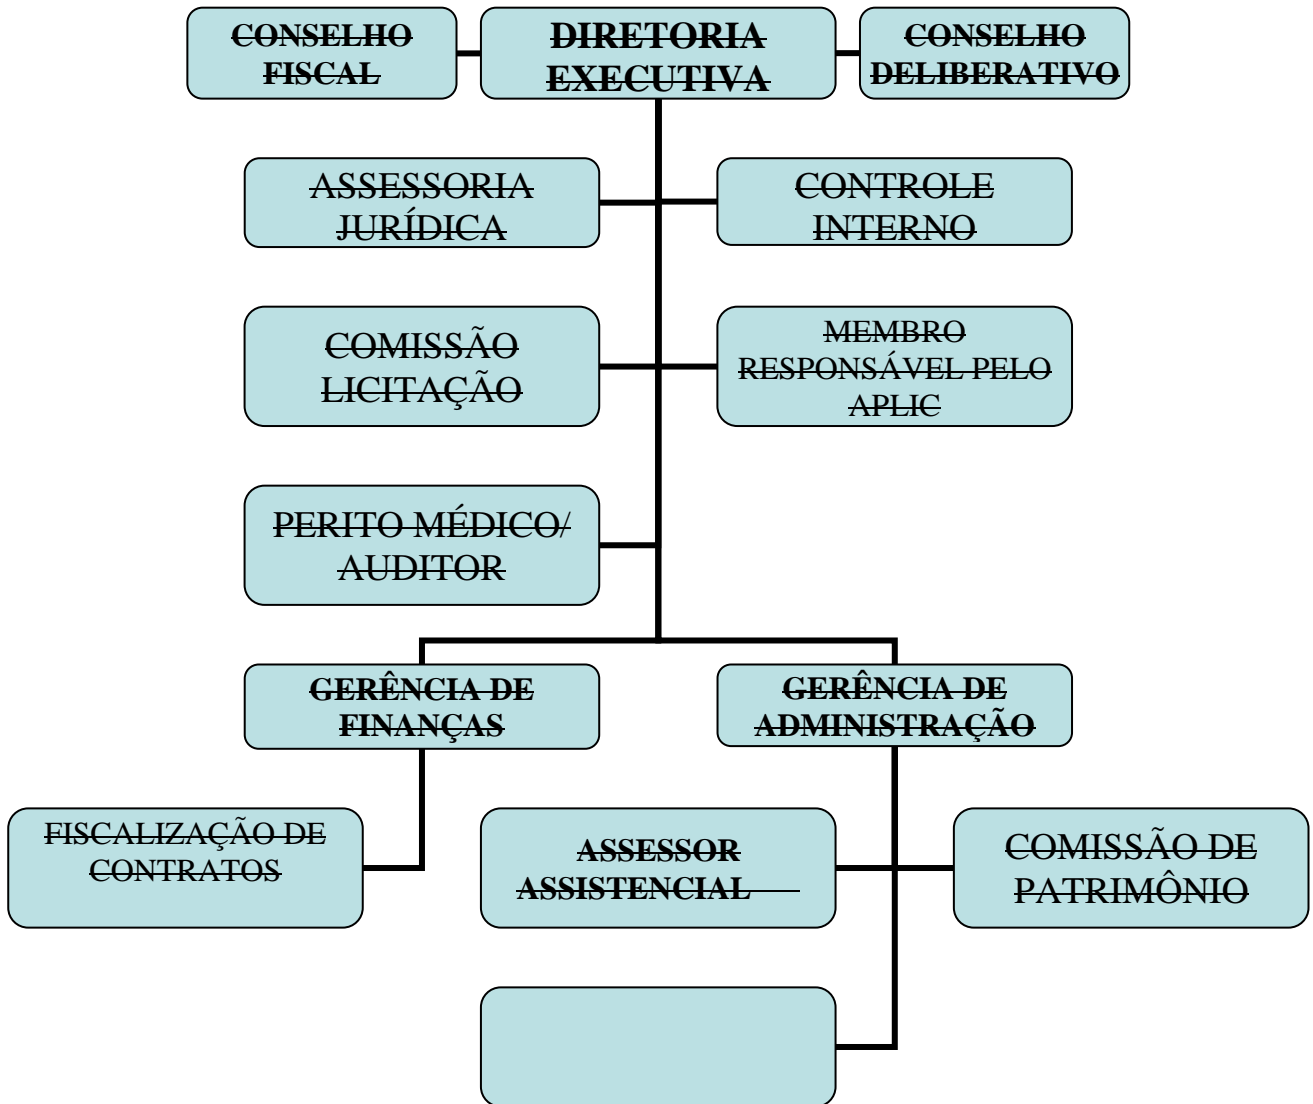 CONSELHO
FISCAL
DIRETORIA
EXECUTIVA
CONSELHO
DELIBERATIVO
ASSESSORIA
JURÍDICA
CONTROLE
INTERNO
COMISSÃO
LICITAÇÃO
MEMBRO
RESPONSÁVEL PELO
APLIC
PERITO MÉDICO/
AUDITOR
GERÊNCIA DE
FINANÇAS
GERÊNCIA DE
ADMINISTRAÇÃO
FISCALIZAÇÃO DE
CONTRATOS
ASSESSOR
ASSISTENCIAL
COMISSÃO DE
PATRIMÔNIO